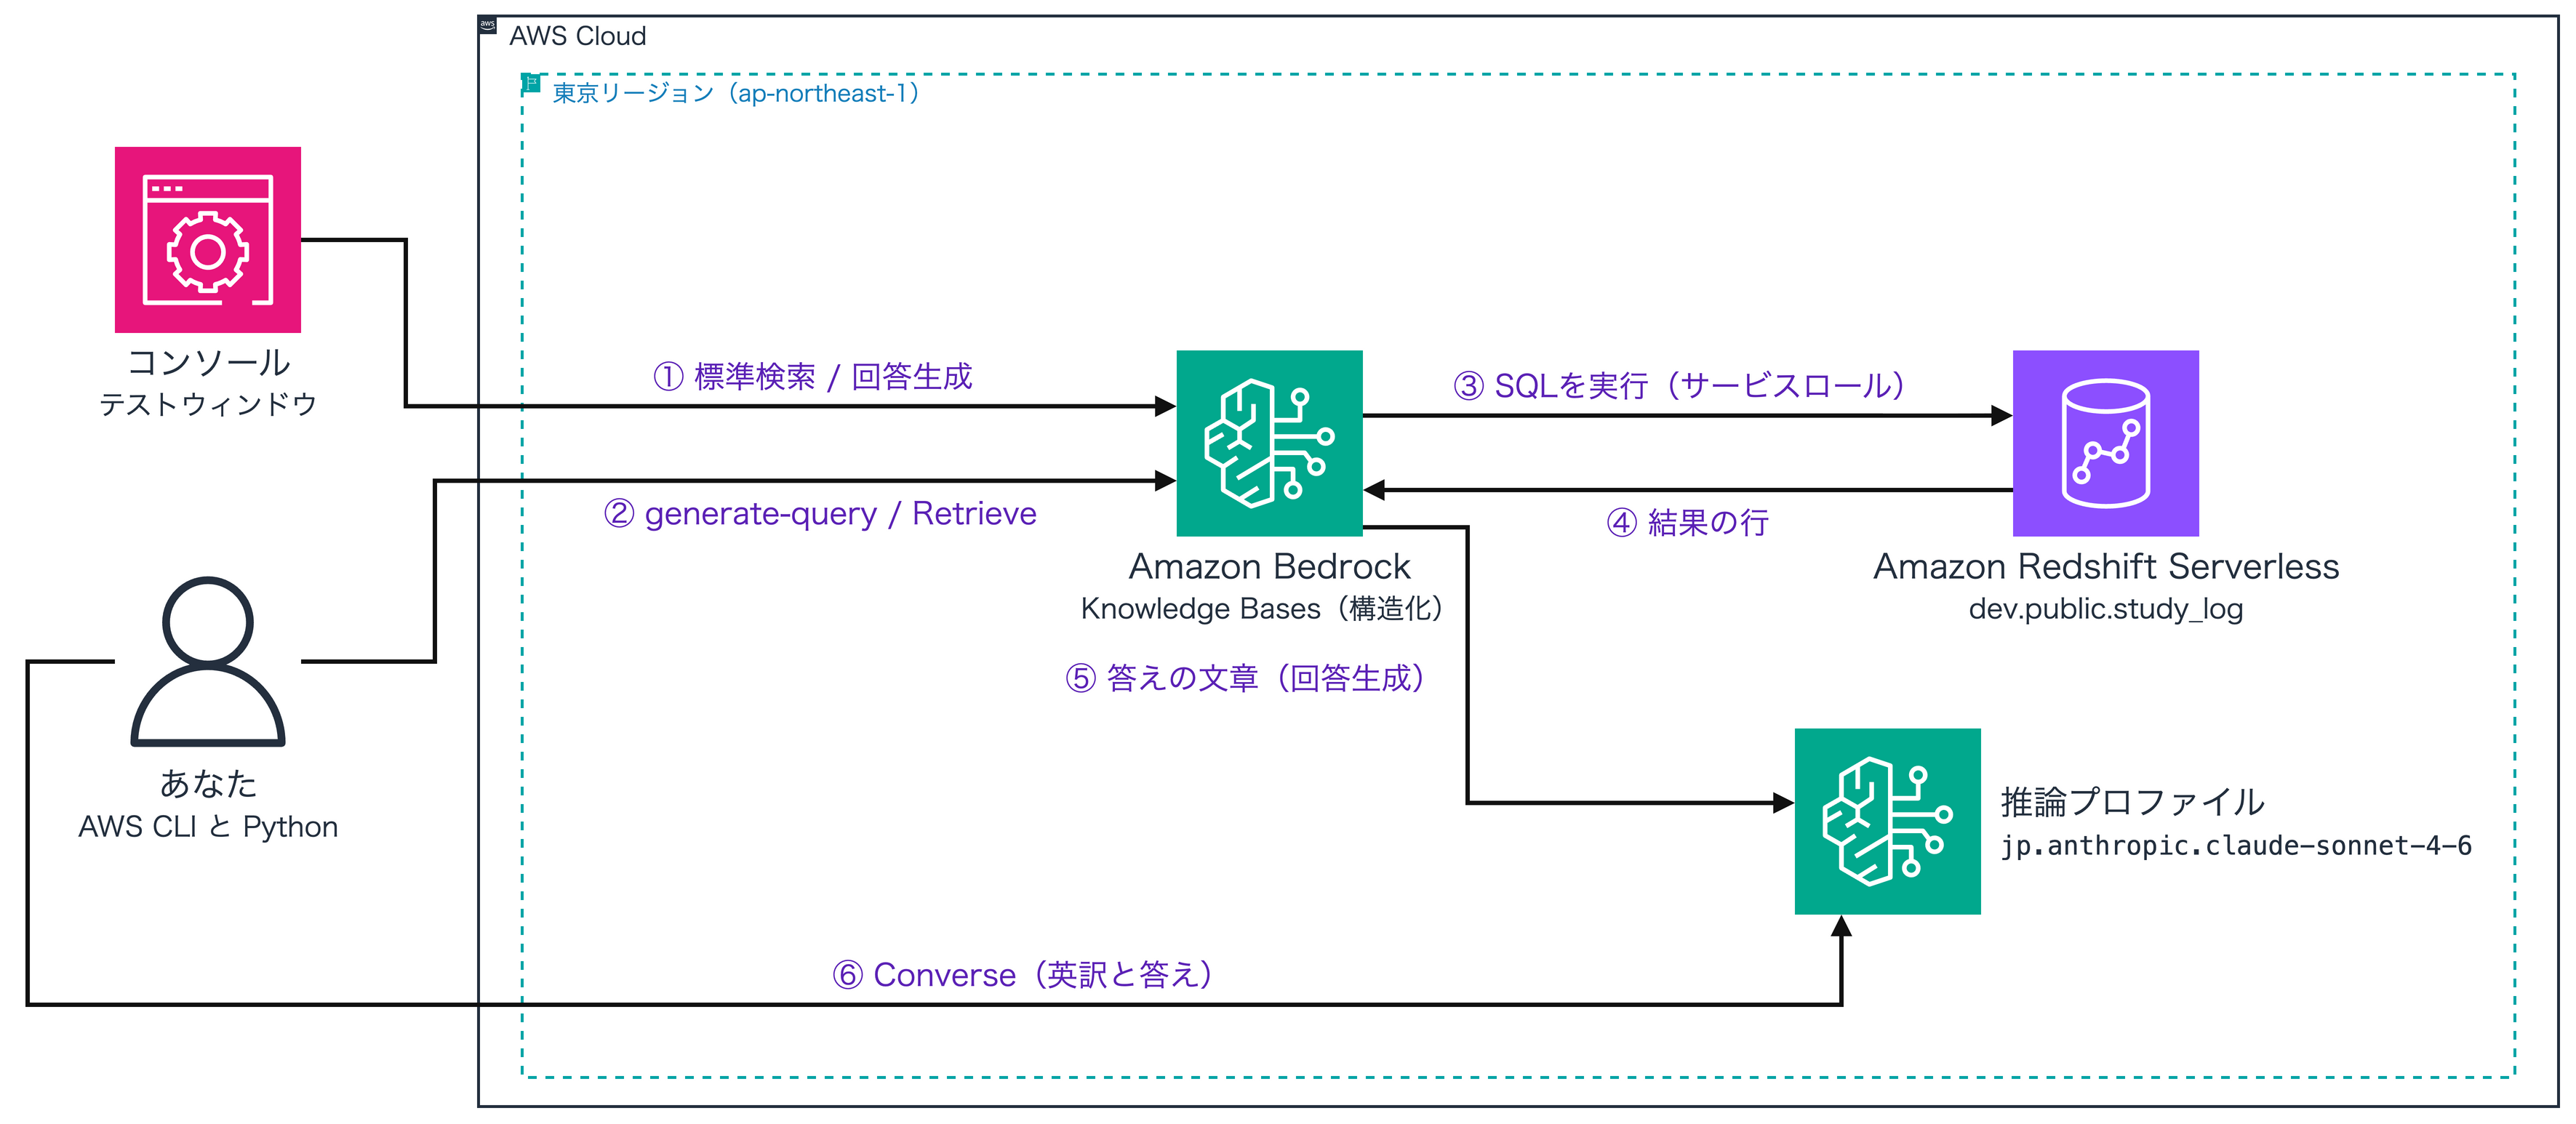 aws
AWS Cloud
東京リージョン（ap-northeast-1）
コンソール
テストウィンドウ
① 標準検索 / 回答生成
② generate-query / Retrieve
③ SQLを実行（サービスロール）
④ 結果の行
Amazon Bedrock
Knowledge Bases（構造化）
Amazon Redshift Serverless
dev.public.study_log
⑤ 答えの文章（回答生成）
あなた
AWS CLI と Python
推論プロファイル
jp.anthropic.claude-sonnet-4-6
⑥ Converse（英訳と答え）